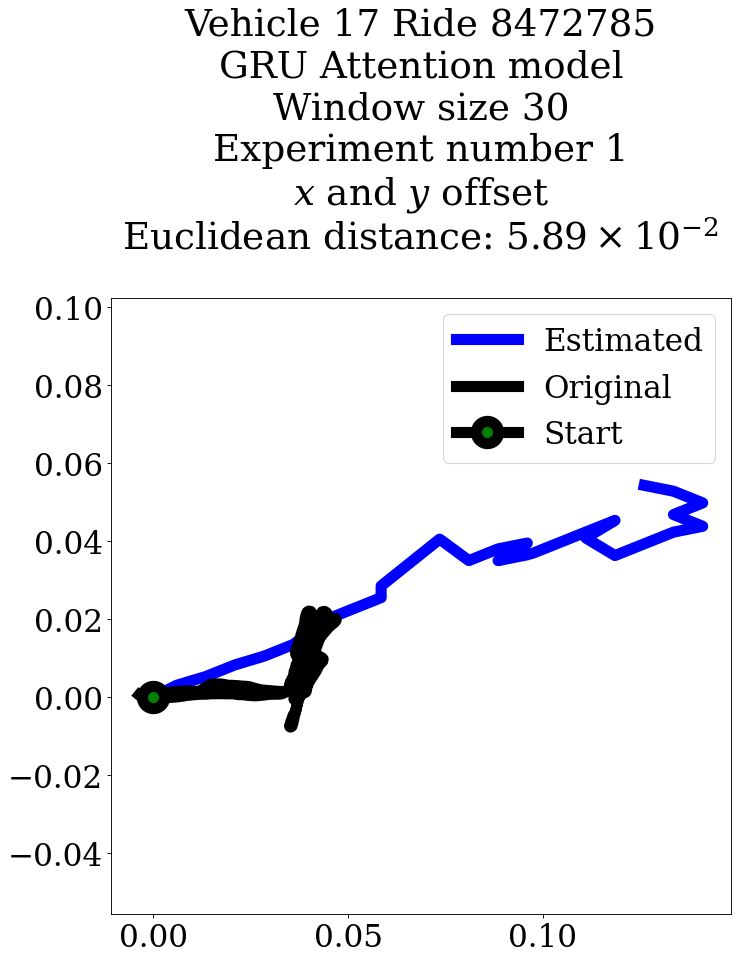 Vehicle 17 Ride 8472785
GRU Attention model
Window size 30
Experiment number 1
x and y offset
Euclidean distance: 5.89 × 10⁻²
Estimated
Original
Start
0.10
0.08
0.06
0.04
0.02
0.00
−0.02
−0.04
0.00 0.05 0.10